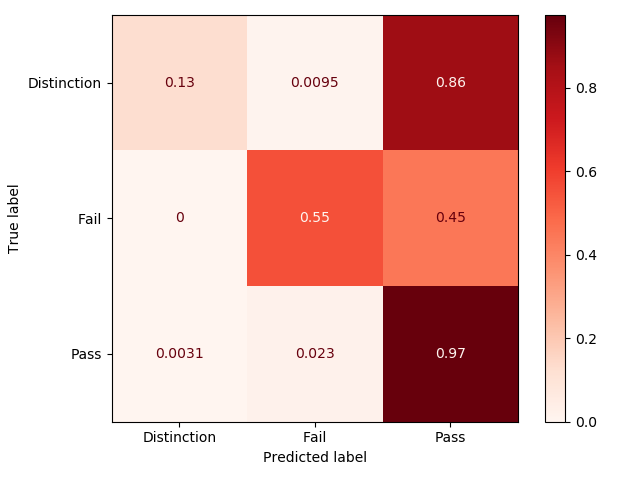 Distinction 0.13 0.0095 0.86
Fail 0 0.55 0.45
Pass 0.0031 0.023 0.97
Distinction Fail Pass
Predicted label
True label
0.8
0.6
0.4
0.2
0.0